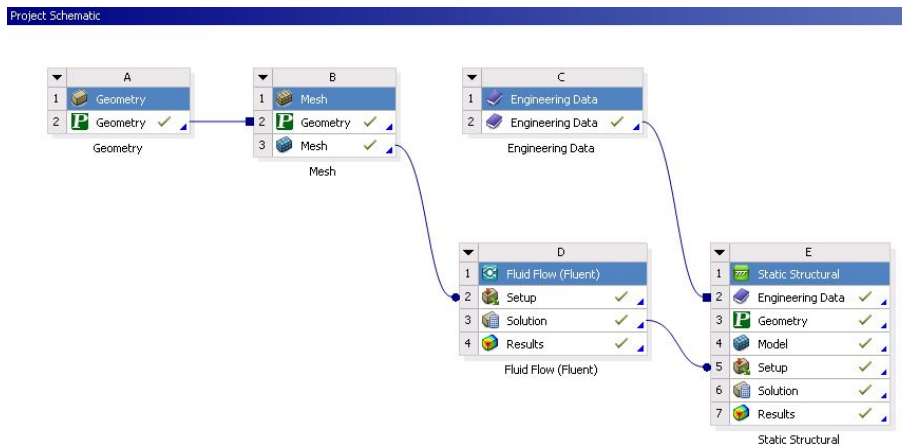 Project Schematic
A
1 Geometry
2 P Geometry
Geometry
B
1 Mesh
2 P Geometry
3 Mesh
Mesh
C
1 Engineering Data
2 Engineering Data
Engineering Data
D
1 Fluid Flow (Fluent)
2 Setup
3 Solution
4 Results
Fluid Flow (Fluent)
E
1 Static Structural
2 Engineering Data
3 P Geometry
4 Model
5 Setup
6 Solution
7 Results
Static Structural